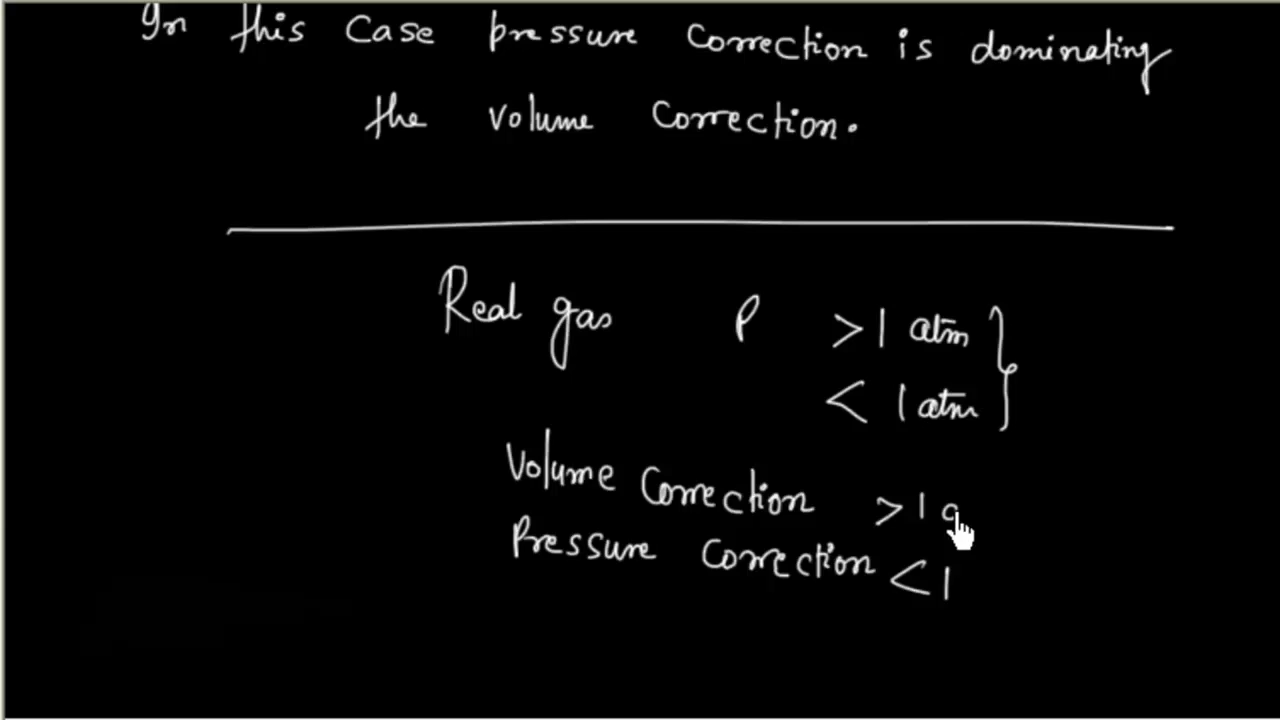 In this case pressure correction is dominating
the volume correction.
Real gas P > 1 atm
< 1 atm
Volume correction > 1 a
Pressure correction < 1